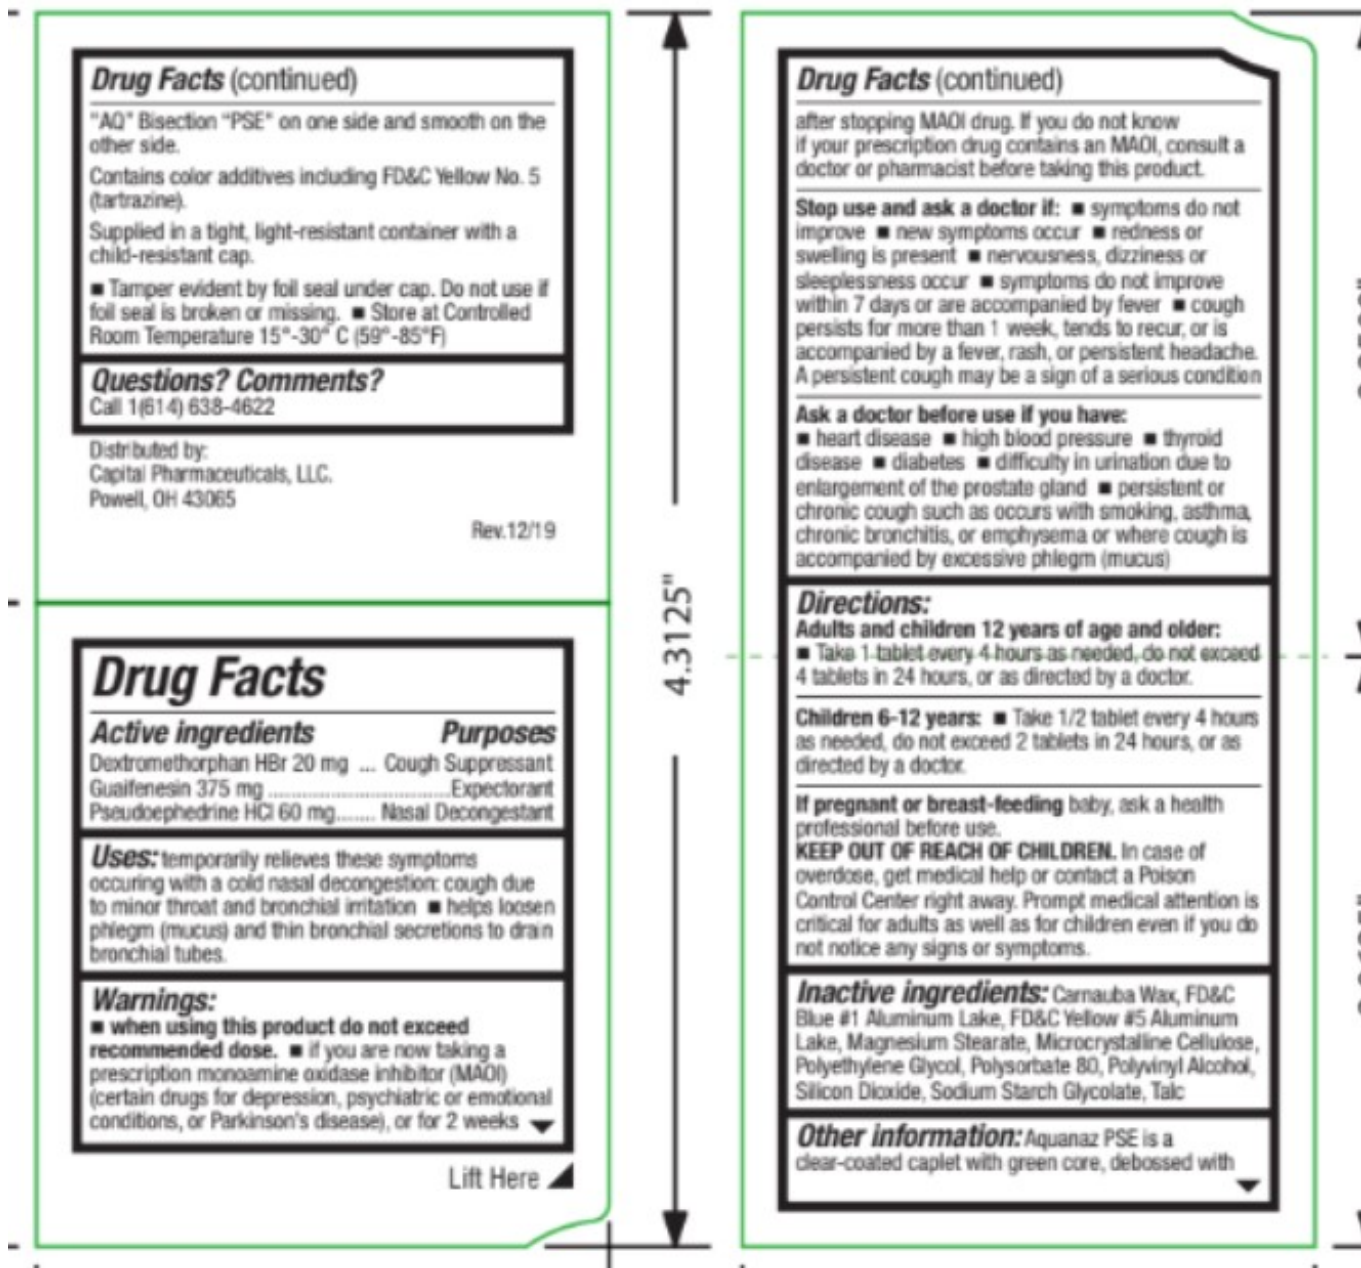 Drug Facts (continued)
"AQ" Bisection "PSE" on one side and smooth on the
other side.
Contains color additives including FD&C Yellow No. 5
(tartrazine).
Supplied in a tight, light-resistant container with a
child-resistant cap.
■ Tamper evident by foil seal under cap. Do not use if
foil seal is broken or missing. ■ Store at Controlled
Room Temperature 15°-30° C (59°-85°F)
Questions? Comments?
Call 1(614) 638-4622
Distributed by:
Capital Pharmaceuticals, LLC.
Powell, OH 43065
Rev.12/19
Drug Facts
Active ingredients Purposes
Dextromethorphan HBr 20 mg ... Cough Suppressant
Guaifenesin 375 mg ................................ Expectorant
Pseudoephedrine HCl 60 mg....... Nasal Decongestant
Uses: temporarily relieves these symptoms
occuring with a cold nasal decongestion: cough due
to minor throat and bronchial irritation ■ helps loosen
phlegm (mucus) and thin bronchial secretions to drain
bronchial tubes.
Warnings:
■ when using this product do not exceed
recommended dose. ■ if you are now taking a
prescription monoamine oxidase inhibitor (MAOI)
(certain drugs for depression, psychiatric or emotional
conditions, or Parkinson's disease), or for 2 weeks
Lift Here
4.3125"
Drug Facts (continued)
after stopping MAOI drug. If you do not know
if your prescription drug contains an MAOI, consult a
doctor or pharmacist before taking this product.
Stop use and ask a doctor if: ■ symptoms do not
improve ■ new symptoms occur ■ redness or
swelling is present ■ nervousness, dizziness or
sleeplessness occur ■ symptoms do not improve
within 7 days or are accompanied by fever ■ cough
persists for more than 1 week, tends to recur, or is
accompanied by a fever, rash, or persistent headache.
A persistent cough may be a sign of a serious condition
Ask a doctor before use if you have:
■ heart disease ■ high blood pressure ■ thyroid
disease ■ diabetes ■ difficulty in urination due to
enlargement of the prostate gland ■ persistent or
chronic cough such as occurs with smoking, asthma,
chronic bronchitis, or emphysema or where cough is
accompanied by excessive phlegm (mucus)
Directions:
Adults and children 12 years of age and older:
■ Take 1 tablet every 4 hours as needed, do not exceed
4 tablets in 24 hours, or as directed by a doctor.
Children 6-12 years: ■ Take 1/2 tablet every 4 hours
as needed, do not exceed 2 tablets in 24 hours, or as
directed by a doctor.
If pregnant or breast-feeding baby, ask a health
professional before use.
KEEP OUT OF REACH OF CHILDREN. In case of
overdose, get medical help or contact a Poison
Control Center right away. Prompt medical attention is
critical for adults as well as for children even if you do
not notice any signs or symptoms.
Inactive ingredients: Carnauba Wax, FD&C
Blue #1 Aluminum Lake, FD&C Yellow #5 Aluminum
Lake, Magnesium Stearate, Microcrystalline Cellulose,
Polyethylene Glycol, Polysorbate 80, Polyvinyl Alcohol,
Silicon Dioxide, Sodium Starch Glycolate, Talc
Other information: Aquanaz PSE is a
clear-coated caplet with green core, debossed with